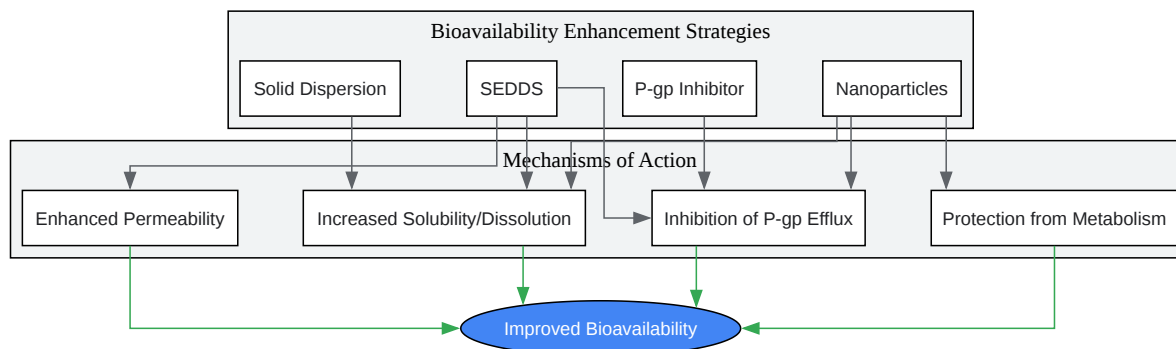 Bioavailability Enhancement Strategies
Solid Dispersion
SEDDS
P-gp Inhibitor
Nanoparticles
Mechanisms of Action
Enhanced Permeability
Increased Solubility/Dissolution
Inhibition of P-gp Efflux
Protection from Metabolism
Improved Bioavailability